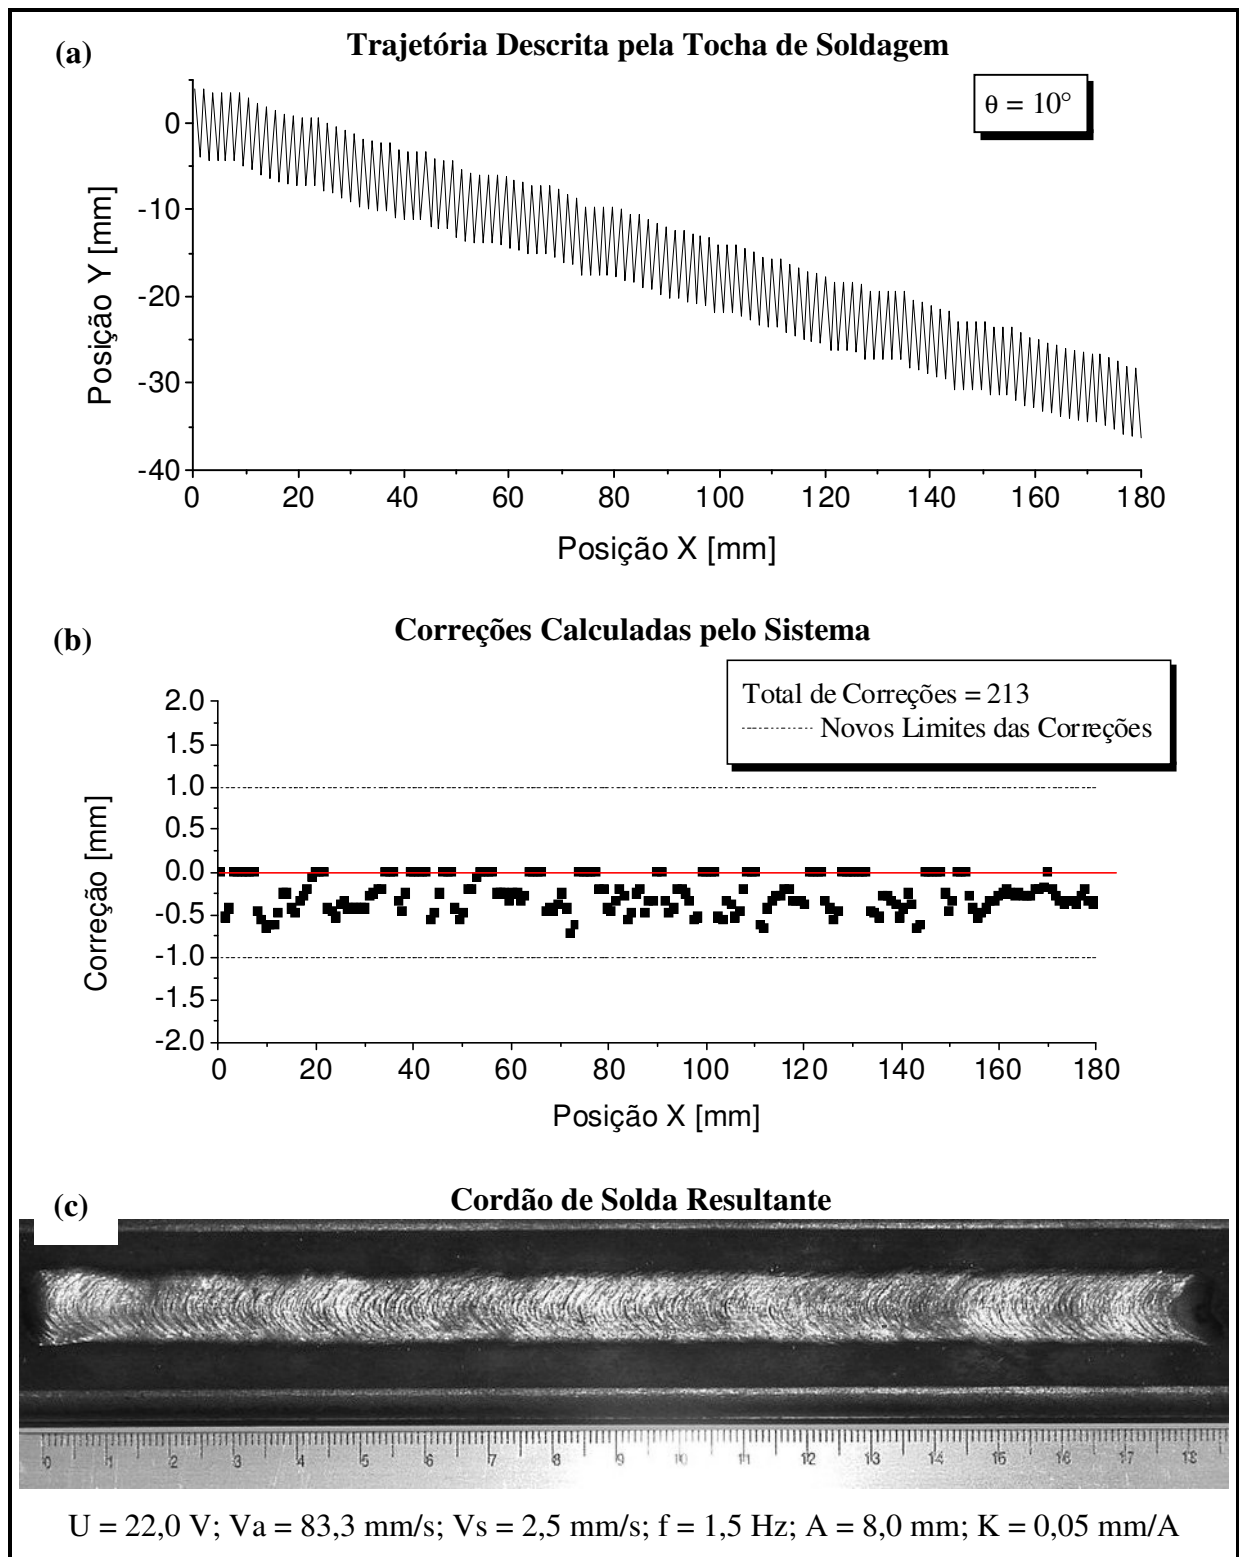 (a)
Trajetória Descrita pela Tocha de Soldagem
θ = 10°
0
-10
-20
-30
-40
Posição Y [mm]
0 20 40 60 80 100 120 140 160 180
Posição X [mm]
(b)
Correções Calculadas pelo Sistema
Total de Correções = 213
Novos Limites das Correções
2.0
1.5
1.0
0.5
0.0
-0.5
-1.0
-1.5
-2.0
Correção [mm]
0 20 40 60 80 100 120 140 160 180
Posição X [mm]
(c)
Cordão de Solda Resultante
0 1 2 3 4 5 6 7 8 9 10 11 12 13 14 15 16 17 18
U = 22,0 V; Va = 83,3 mm/s; Vs = 2,5 mm/s; f = 1,5 Hz; A = 8,0 mm; K = 0,05 mm/A